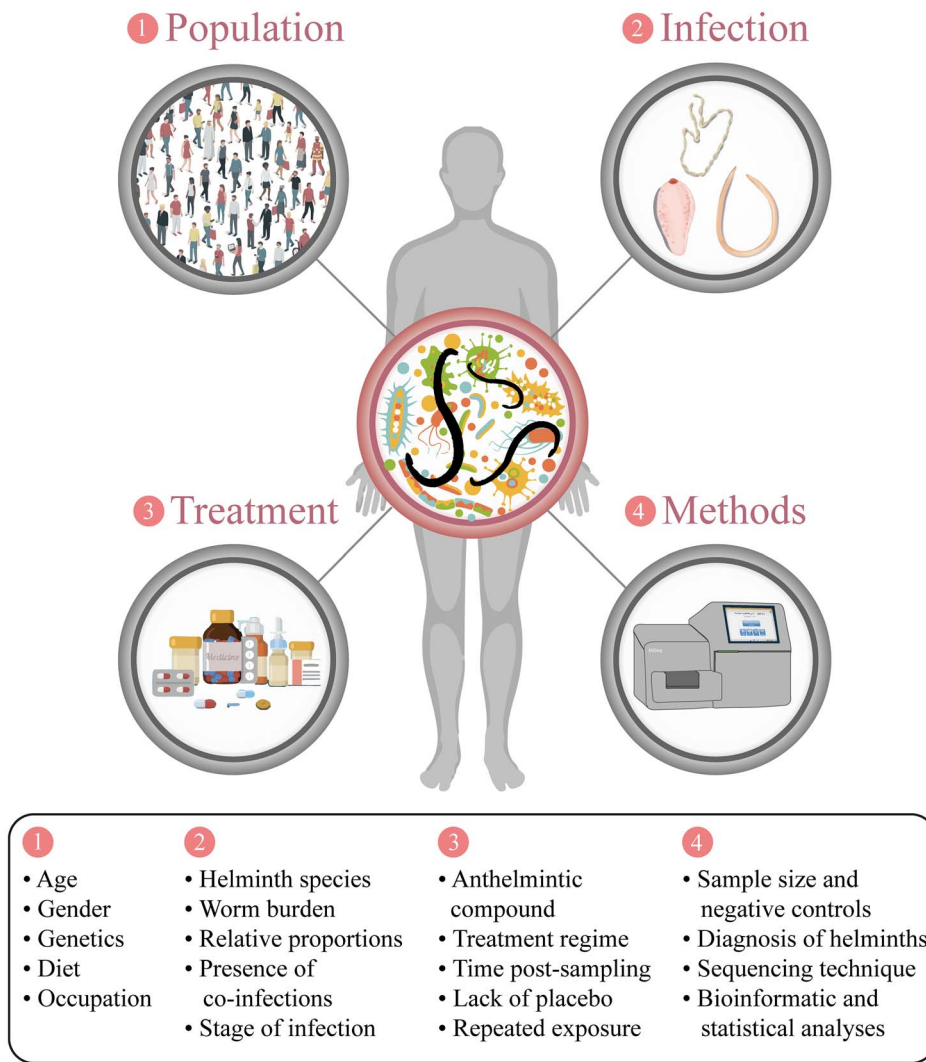 1 Population
2 Infection
3 Treatment
Medicine
4 Methods
MiSeq
1
• Age
• Gender
• Genetics
• Diet
• Occupation
2
• Helminth species
• Worm burden
• Relative proportions
• Presence of
co-infections
• Stage of infection
3
• Anthelmintic
compound
• Treatment regime
• Time post-sampling
• Lack of placebo
• Repeated exposure
4
• Sample size and
negative controls
• Diagnosis of helminths
• Sequencing technique
• Bioinformatic and
statistical analyses